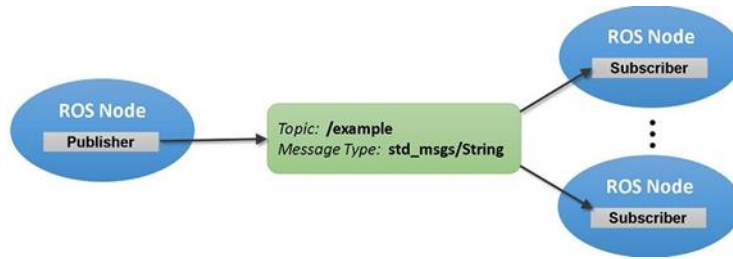 ROS Node
Publisher
Topic: /example
Message Type: std_msgs/String
ROS Node
Subscriber
ROS Node
Subscriber